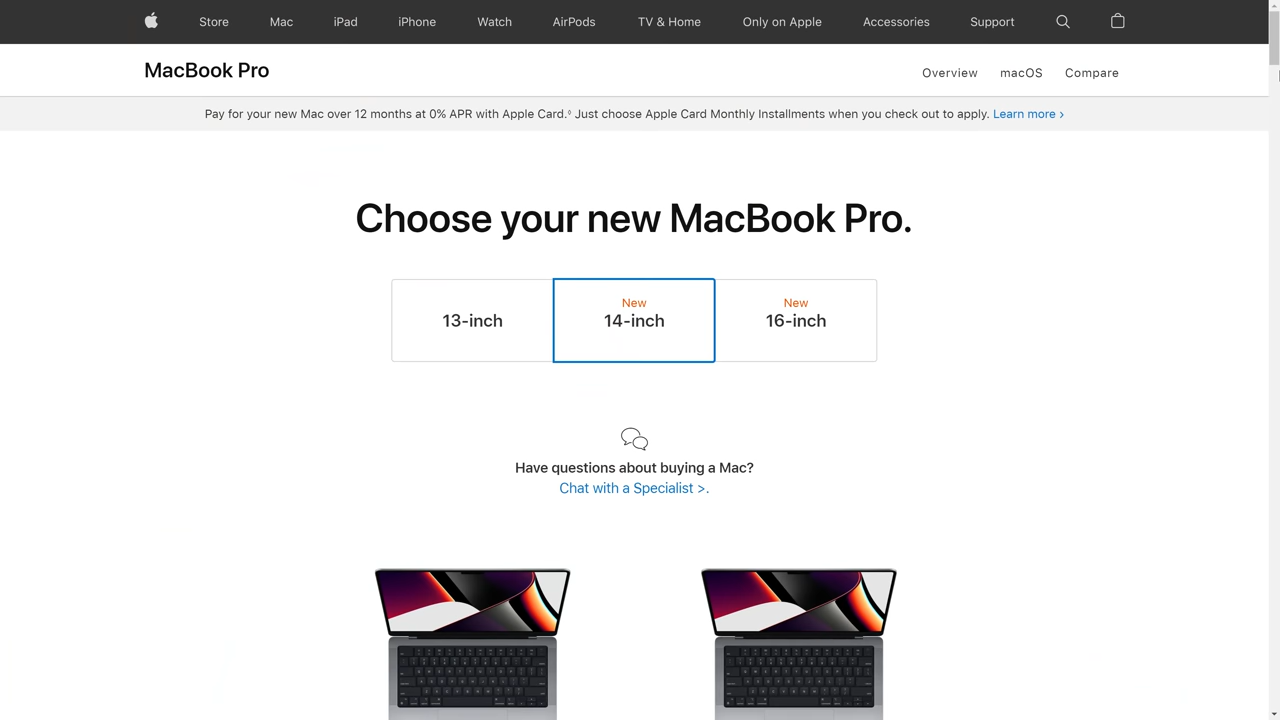 Store Mac iPad iPhone Watch AirPods TV & Home Only on Apple Accessories Support
MacBook Pro
Overview macOS Compare
Pay for your new Mac over 12 months at 0% APR with Apple Card.◊ Just choose Apple Card Monthly Installments when you check out to apply. Learn more >
Choose your new MacBook Pro.
13-inch
New
14-inch
New
16-inch
Have questions about buying a Mac?
Chat with a Specialist >.